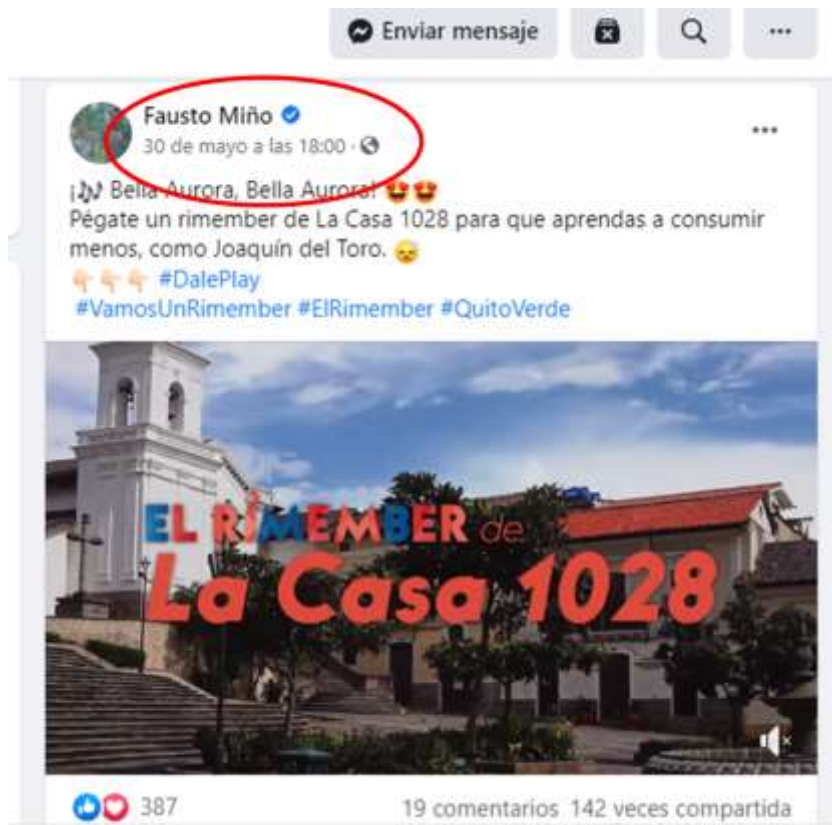 Enviar mensaje
Fausto Miño
30 de mayo a las 18:00 ·
¡🎶 Bella Aurora, Bella Aurora! 😍😍
Pégate un rimember de La Casa 1028 para que aprendas a consumir
menos, como Joaquín del Toro. 😴
👇🏻👇🏻👇🏻 #DalePlay
#VamosUnRimember #ElRimember #QuitoVerde
EL RIMEMBER de
La Casa 1028
387
19 comentarios 142 veces compartida